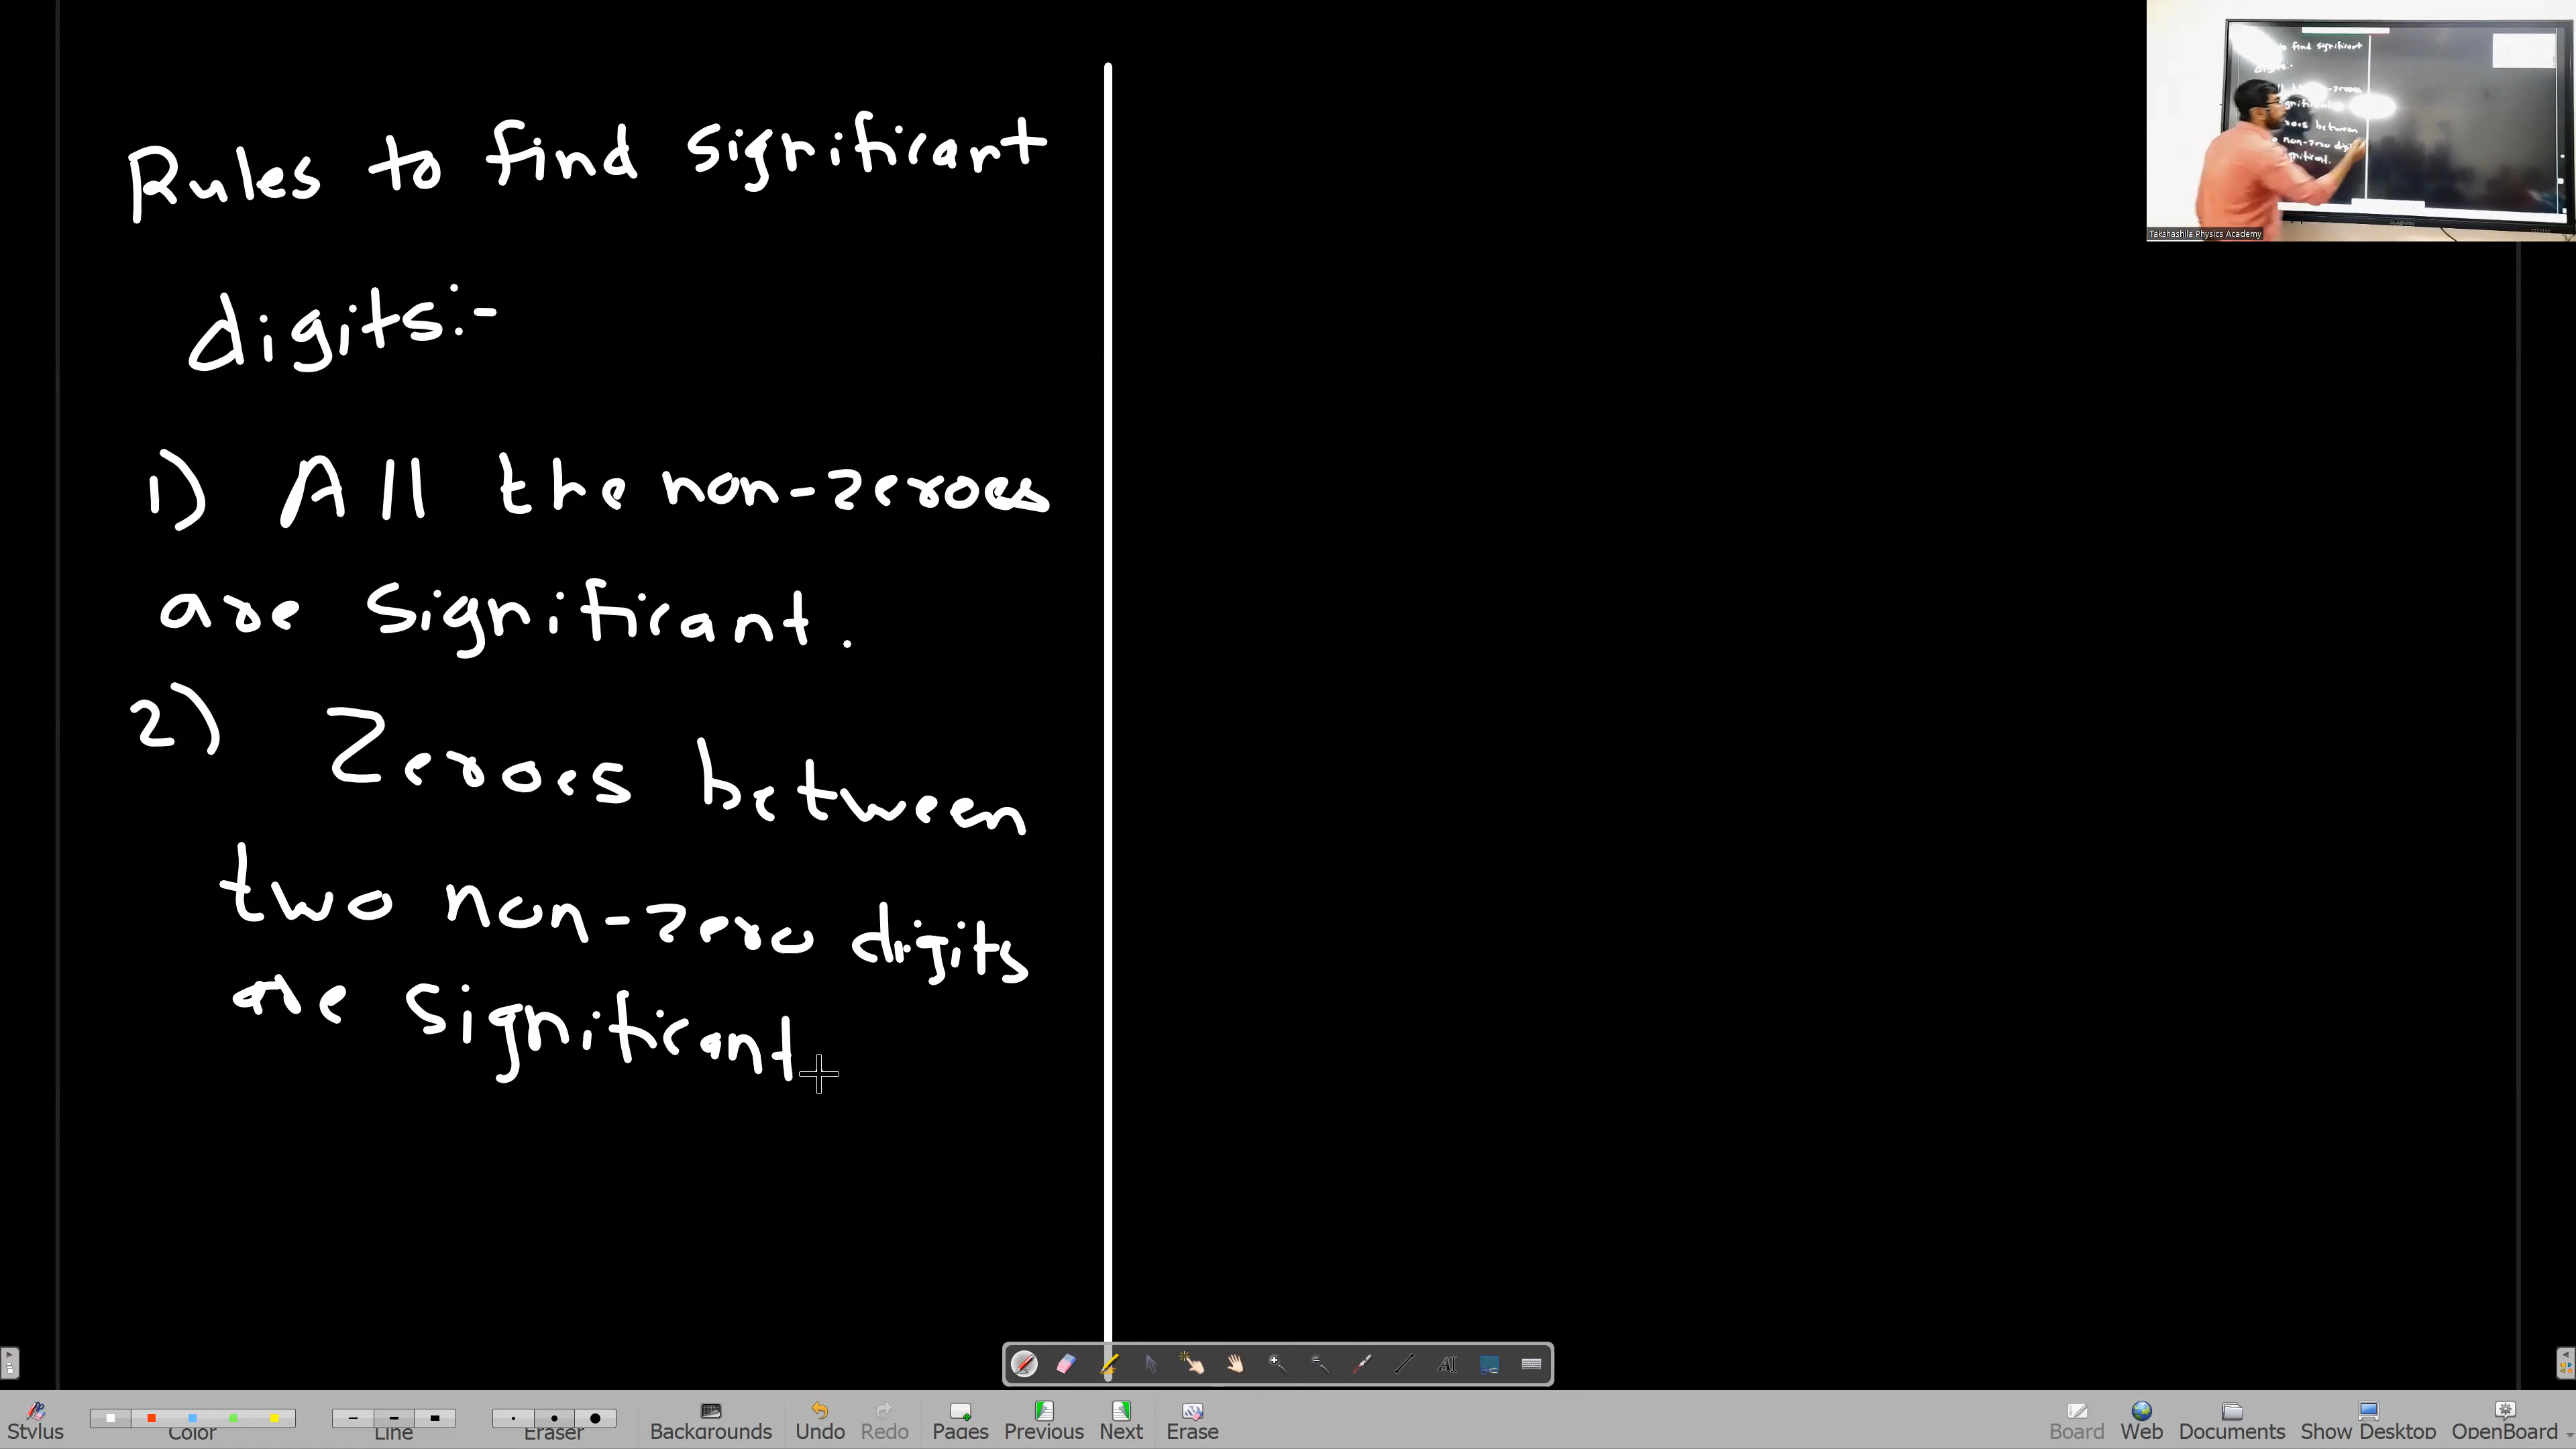 Rules to find significant
digits:-
1) All the non-zeroes
are significant.
2) Zeroes between
two non-zero digits
are significant.
Takshashila Physics Academy
Stylus
Color
Line
Eraser
Backgrounds
Undo
Redo
Pages
Previous
Next
Erase
Board
Web
Documents
Show Desktop
OpenBoard